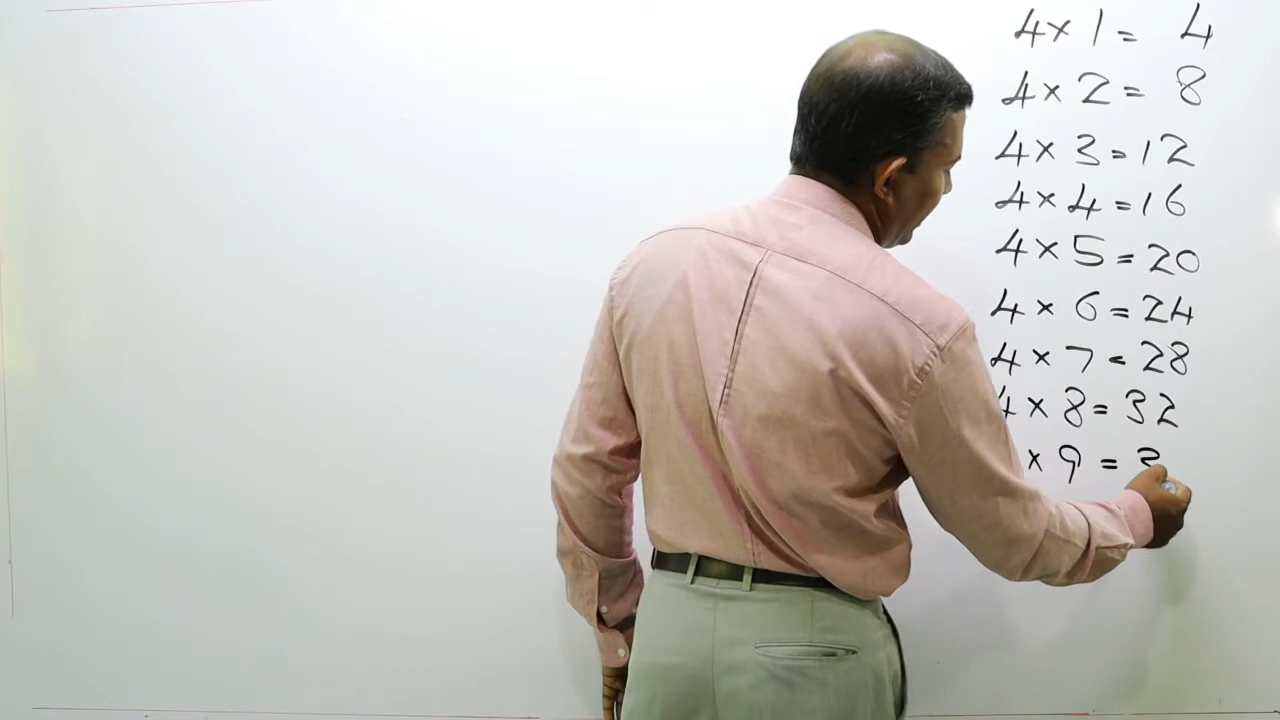 4 × 1 = 4
4 × 2 = 8
4 × 3 = 12
4 × 4 = 16
4 × 5 = 20
4 × 6 = 24
4 × 7 = 28
4 × 8 = 32
× 9 = 3